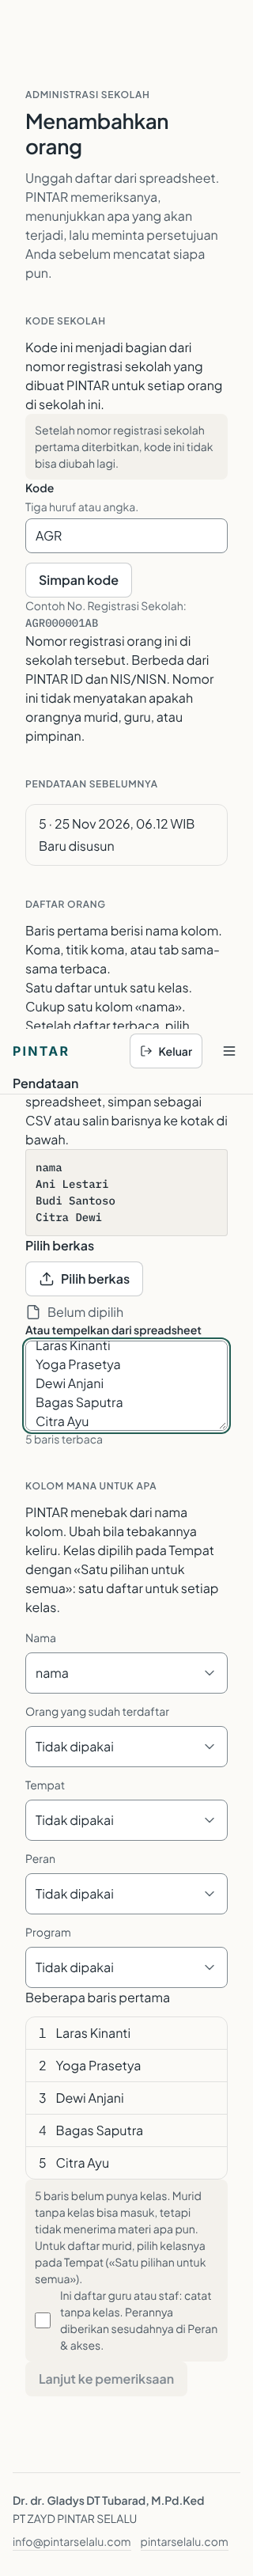 ADMINISTRASI SEKOLAH
Menambahkan
orang
Unggah daftar dari spreadsheet.
PINTAR memeriksanya,
menunjukkan apa yang akan
terjadi, lalu meminta persetujuan
Anda sebelum mencatat siapa
pun.
KODE SEKOLAH
Kode ini menjadi bagian dari
nomor registrasi sekolah yang
dibuat PINTAR untuk setiap orang
di sekolah ini.
Setelah nomor registrasi sekolah
pertama diterbitkan, kode ini tidak
bisa diubah lagi.
Kode
Tiga huruf atau angka.
AGR
Simpan kode
Contoh No. Registrasi Sekolah:
AGR000001AB
Nomor registrasi orang ini di
sekolah tersebut. Berbeda dari
PINTAR ID dan NIS/NISN. Nomor
ini tidak menyatakan apakah
orangnya murid, guru, atau
pimpinan.
PENDATAAN SEBELUMNYA
5 · 25 Nov 2026, 06.12 WIB
Baru disusun
DAFTAR ORANG
Baris pertama berisi nama kolom.
Koma, titik koma, atau tab sama-
sama terbaca.
Satu daftar untuk satu kelas.
Cukup satu kolom «nama».
Setelah daftar terbaca, pilih
PINTAR
Keluar
Pendataan
spreadsheet, simpan sebagai
CSV atau salin barisnya ke kotak di
bawah.
nama
Ani Lestari
Budi Santoso
Citra Dewi
Pilih berkas
Pilih berkas
Belum dipilih
Atau tempelkan dari spreadsheet
Laras Kinanti
Yoga Prasetya
Dewi Anjani
Bagas Saputra
Citra Ayu
5 baris terbaca
KOLOM MANA UNTUK APA
PINTAR menebak dari nama
kolom. Ubah bila tebakannya
keliru. Kelas dipilih pada Tempat
dengan «Satu pilihan untuk
semua»: satu daftar untuk setiap
kelas.
Nama
nama
Orang yang sudah terdaftar
Tidak dipakai
Tempat
Tidak dipakai
Peran
Tidak dipakai
Program
Tidak dipakai
Beberapa baris pertama
1 Laras Kinanti
2 Yoga Prasetya
3 Dewi Anjani
4 Bagas Saputra
5 Citra Ayu
5 baris belum punya kelas. Murid
tanpa kelas bisa masuk, tetapi
tidak menerima materi apa pun.
Untuk daftar murid, pilih kelasnya
pada Tempat («Satu pilihan untuk
semua»).
Ini daftar guru atau staf: catat
tanpa kelas. Perannya
diberikan sesudahnya di Peran
& akses.
Lanjut ke pemeriksaan
Dr. dr. Gladys DT Tubarad, M.Pd.Ked
PT ZAYD PINTAR SELALU
info@pintarselalu.com pintarselalu.com